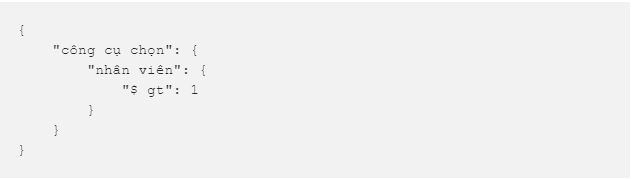 {
"công cụ chọn": {
"nhân viên": {
"$ gt": 1
}
}
}